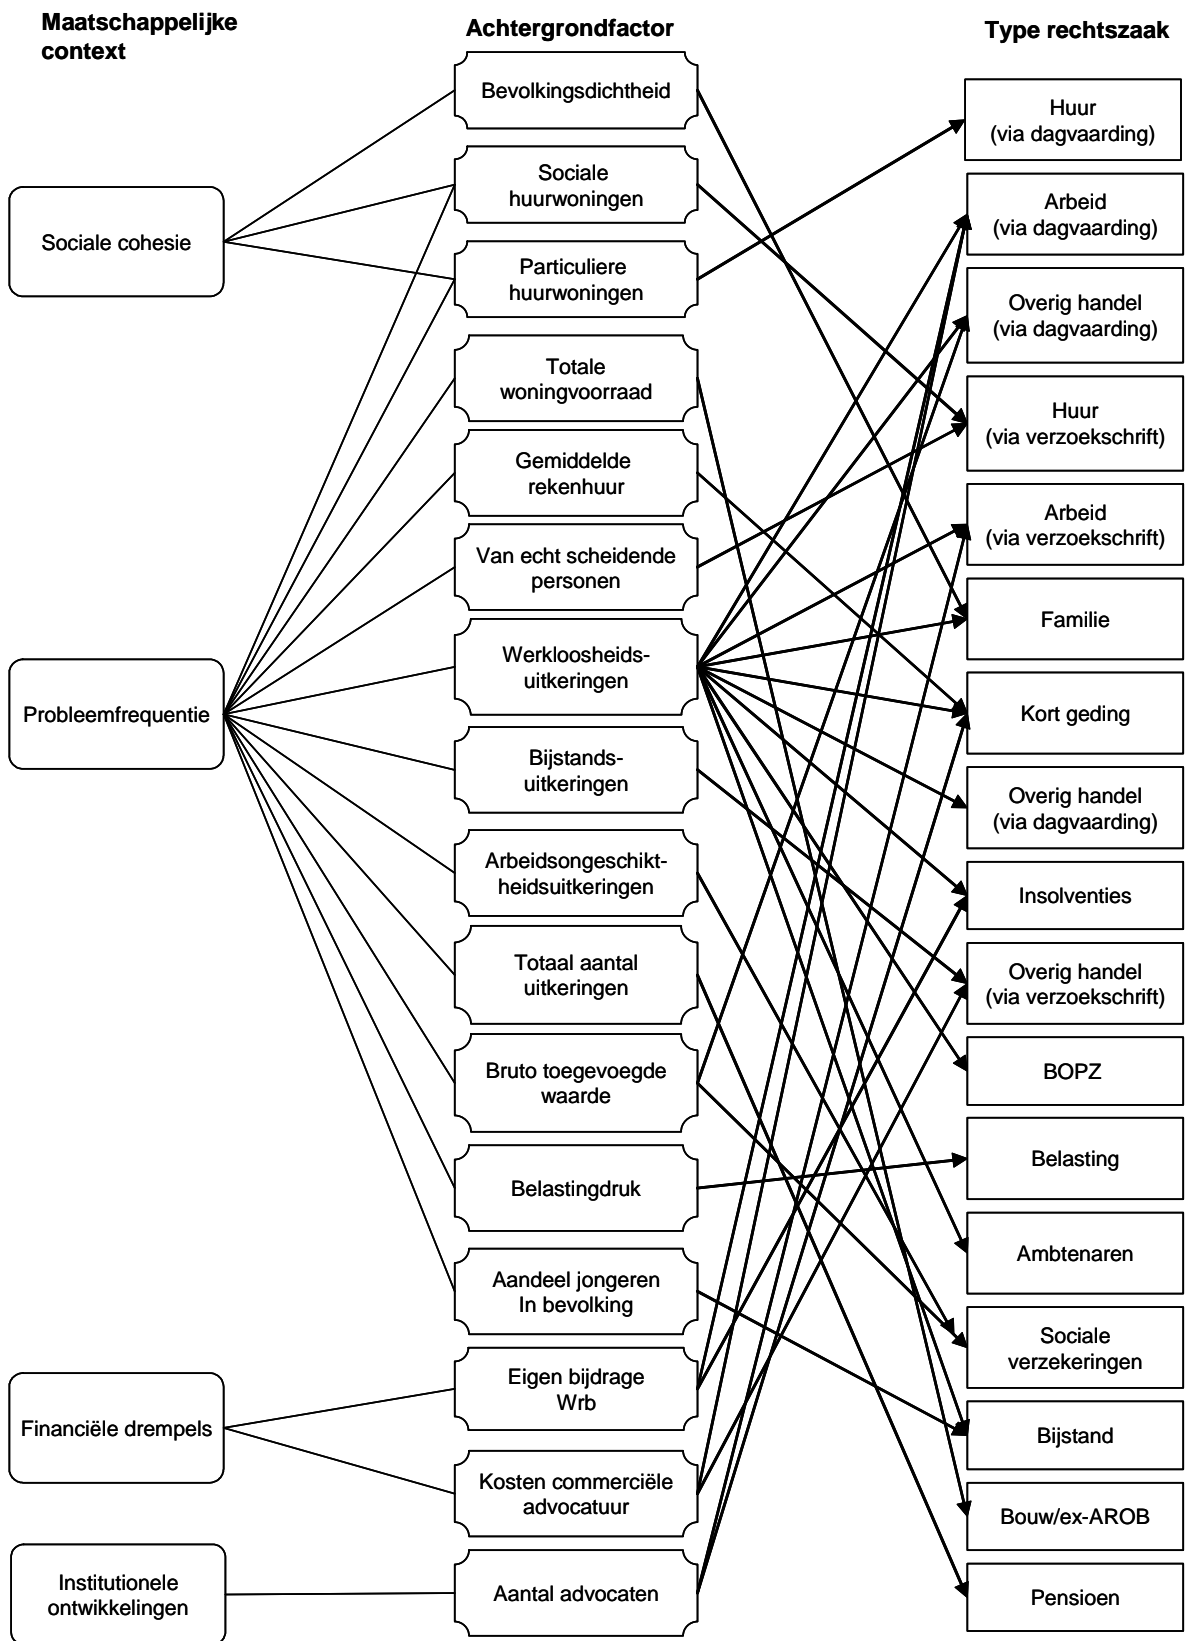 Maatschappelijke
context
Sociale cohesie
Probleemfrequentie
Financiële drempels
Institutionele
ontwikkelingen
Achtergrondfactor
Bevolkingsdichtheid
Sociale
huurwoningen
Particuliere
huurwoningen
Totale
woningvoorraad
Gemiddelde
rekenhuur
Van echt scheidende
personen
Werkloosheids-
uitkeringen
Bijstands-
uitkeringen
Arbeidsongeschikt-
heidsuitkeringen
Totaal aantal
uitkeringen
Bruto toegevoegde
waarde
Belastingdruk
Aandeel jongeren
In bevolking
Eigen bijdrage
Wrb
Kosten commerciële
advocatuur
Aantal advocaten
Type rechtszaak
Huur
(via dagvaarding)
Arbeid
(via dagvaarding)
Overig handel
(via dagvaarding)
Huur
(via verzoekschrift)
Arbeid
(via verzoekschrift)
Familie
Kort geding
Overig handel
(via dagvaarding)
Insolventies
Overig handel
(via verzoekschrift)
BOPZ
Belasting
Ambtenaren
Sociale
verzekeringen
Bijstand
Bouw/ex-AROB
Pensioen